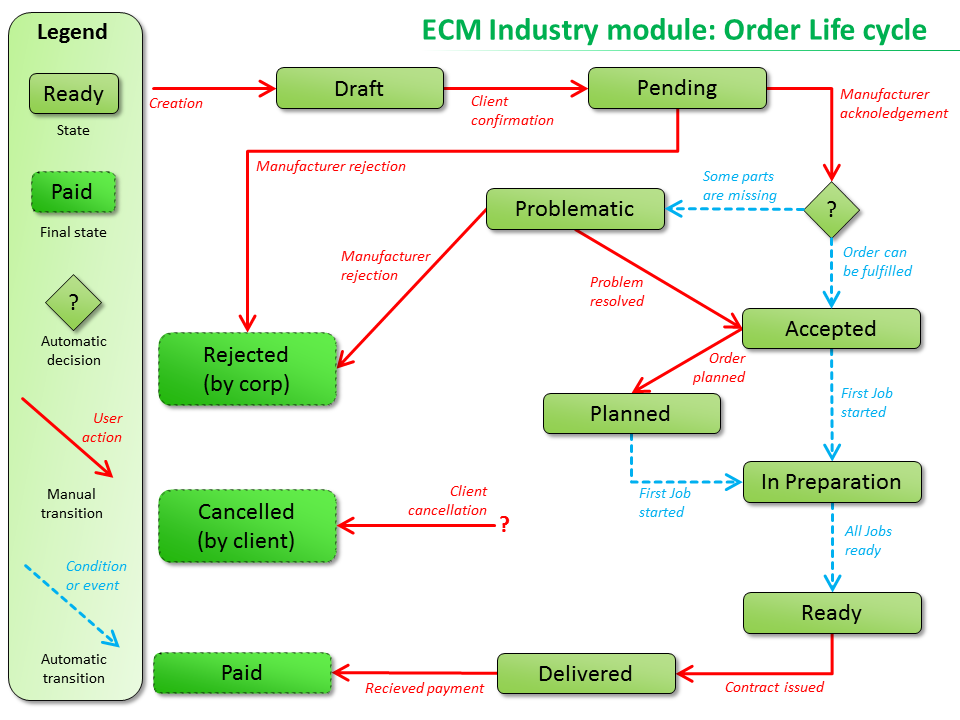 ECM Industry module: Order Life cycle
Legend
Ready
State
Paid
Final state
?
Automatic
decision
User
action
Manual
transition
Condition
or event
Automatic
transition
Creation
Draft
Client
confirmation
Pending
Manufacturer
acknoledgement
Manufacturer rejection
Some parts
are missing
Problematic
?
Manufacturer
rejection
Order can
be fulfilled
Problem
resolved
Accepted
Rejected
(by corp)
Order
planned
Planned
First Job
started
In Preparation
First Job
started
Client
cancellation
?
Cancelled
(by client)
All Jobs
ready
Ready
Contract issued
Delivered
Recieved payment
Paid